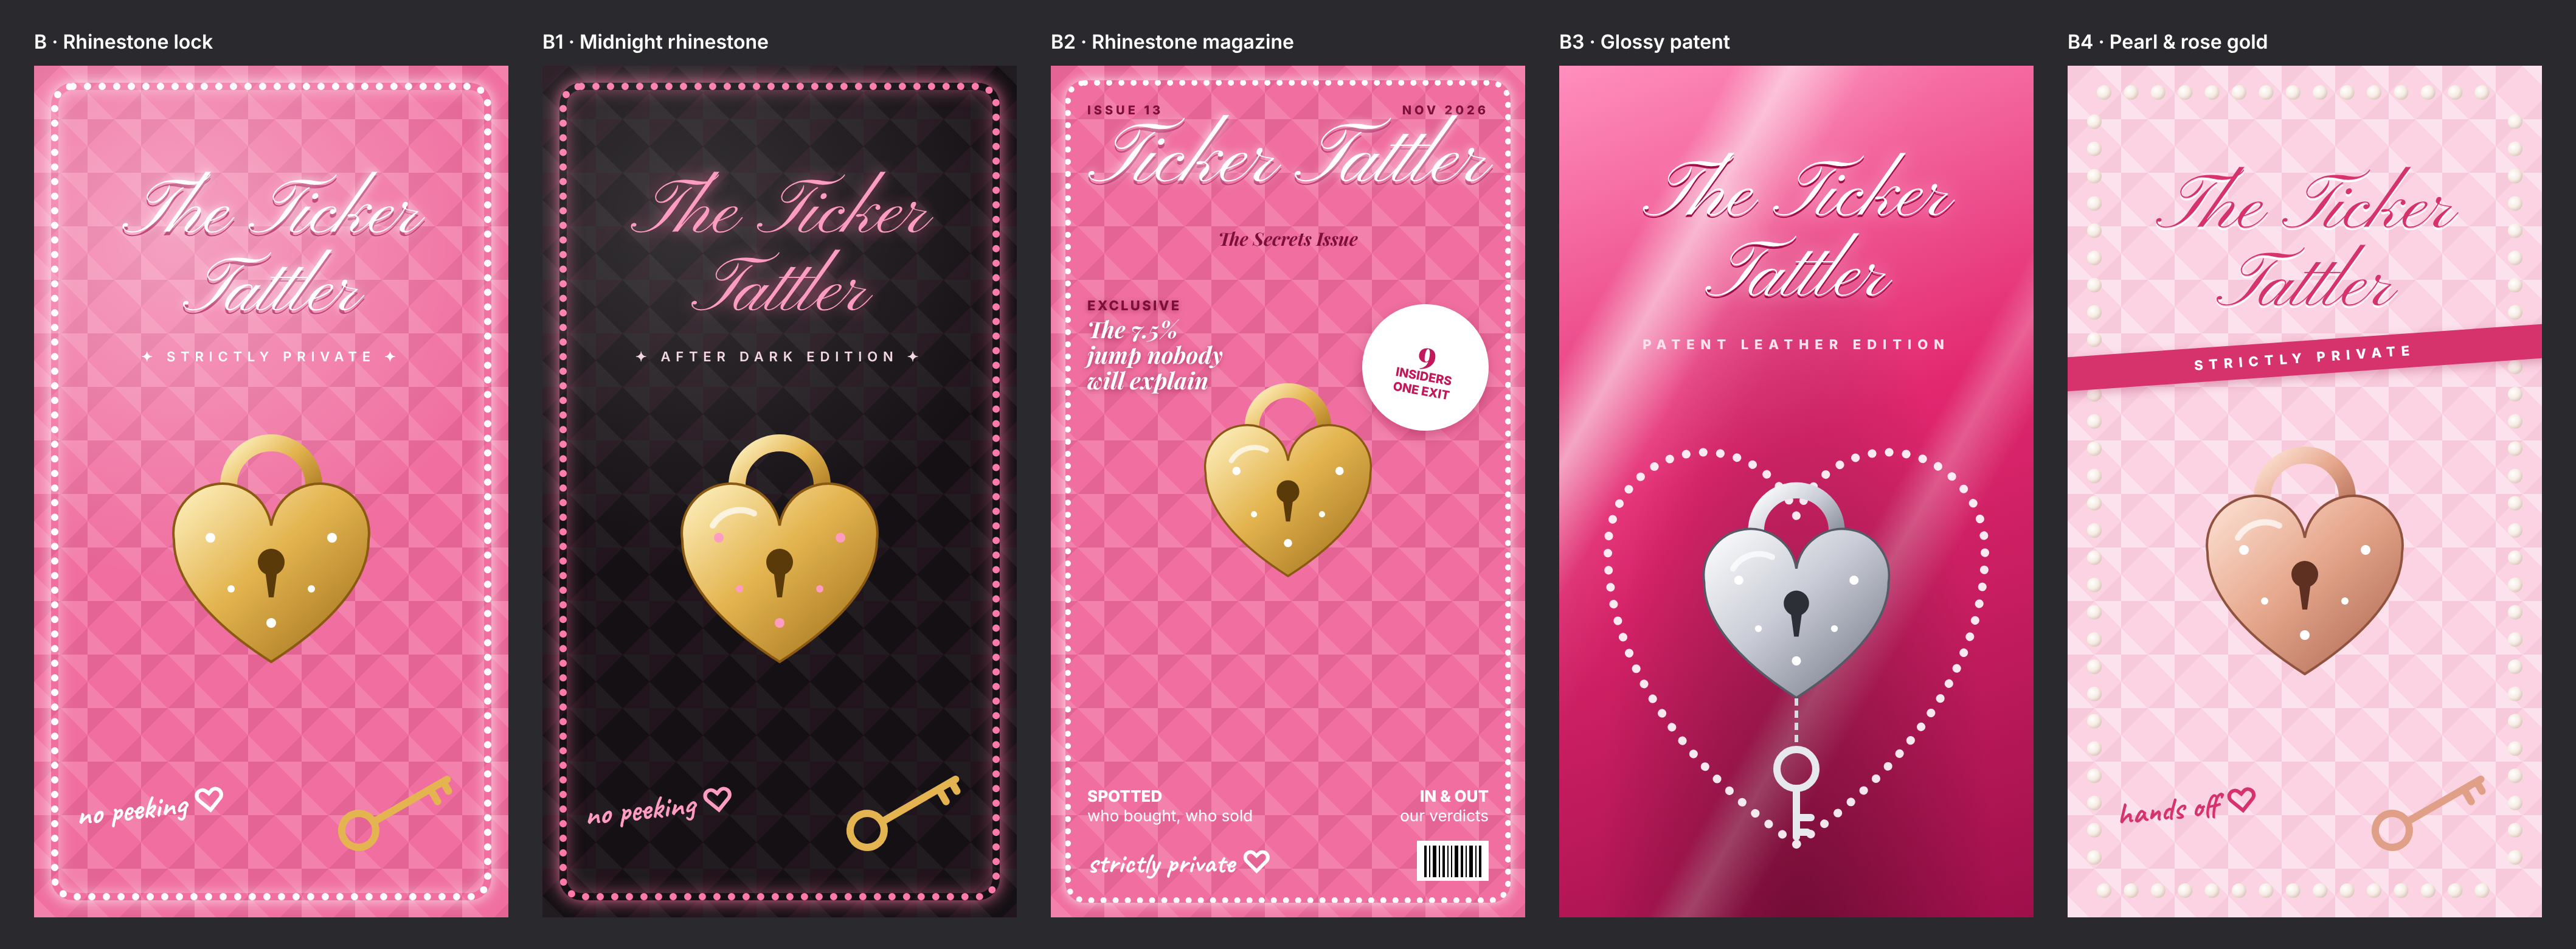 B · Rhinestone lock
The Ticker
Tattler
✦ STRICTLY PRIVATE ✦
no peeking
B1 · Midnight rhinestone
The Ticker
Tattler
✦ AFTER DARK EDITION ✦
no peeking
B2 · Rhinestone magazine
ISSUE 13
NOV 2026
Ticker Tattler
The Secrets Issue
EXCLUSIVE
The 7.5%
jump nobody
will explain
9
INSIDERS
ONE EXIT
SPOTTED
who bought, who sold
IN & OUT
our verdicts
strictly private
B3 · Glossy patent
The Ticker
Tattler
PATENT LEATHER EDITION
B4 · Pearl & rose gold
The Ticker
Tattler
STRICTLY PRIVATE
hands off